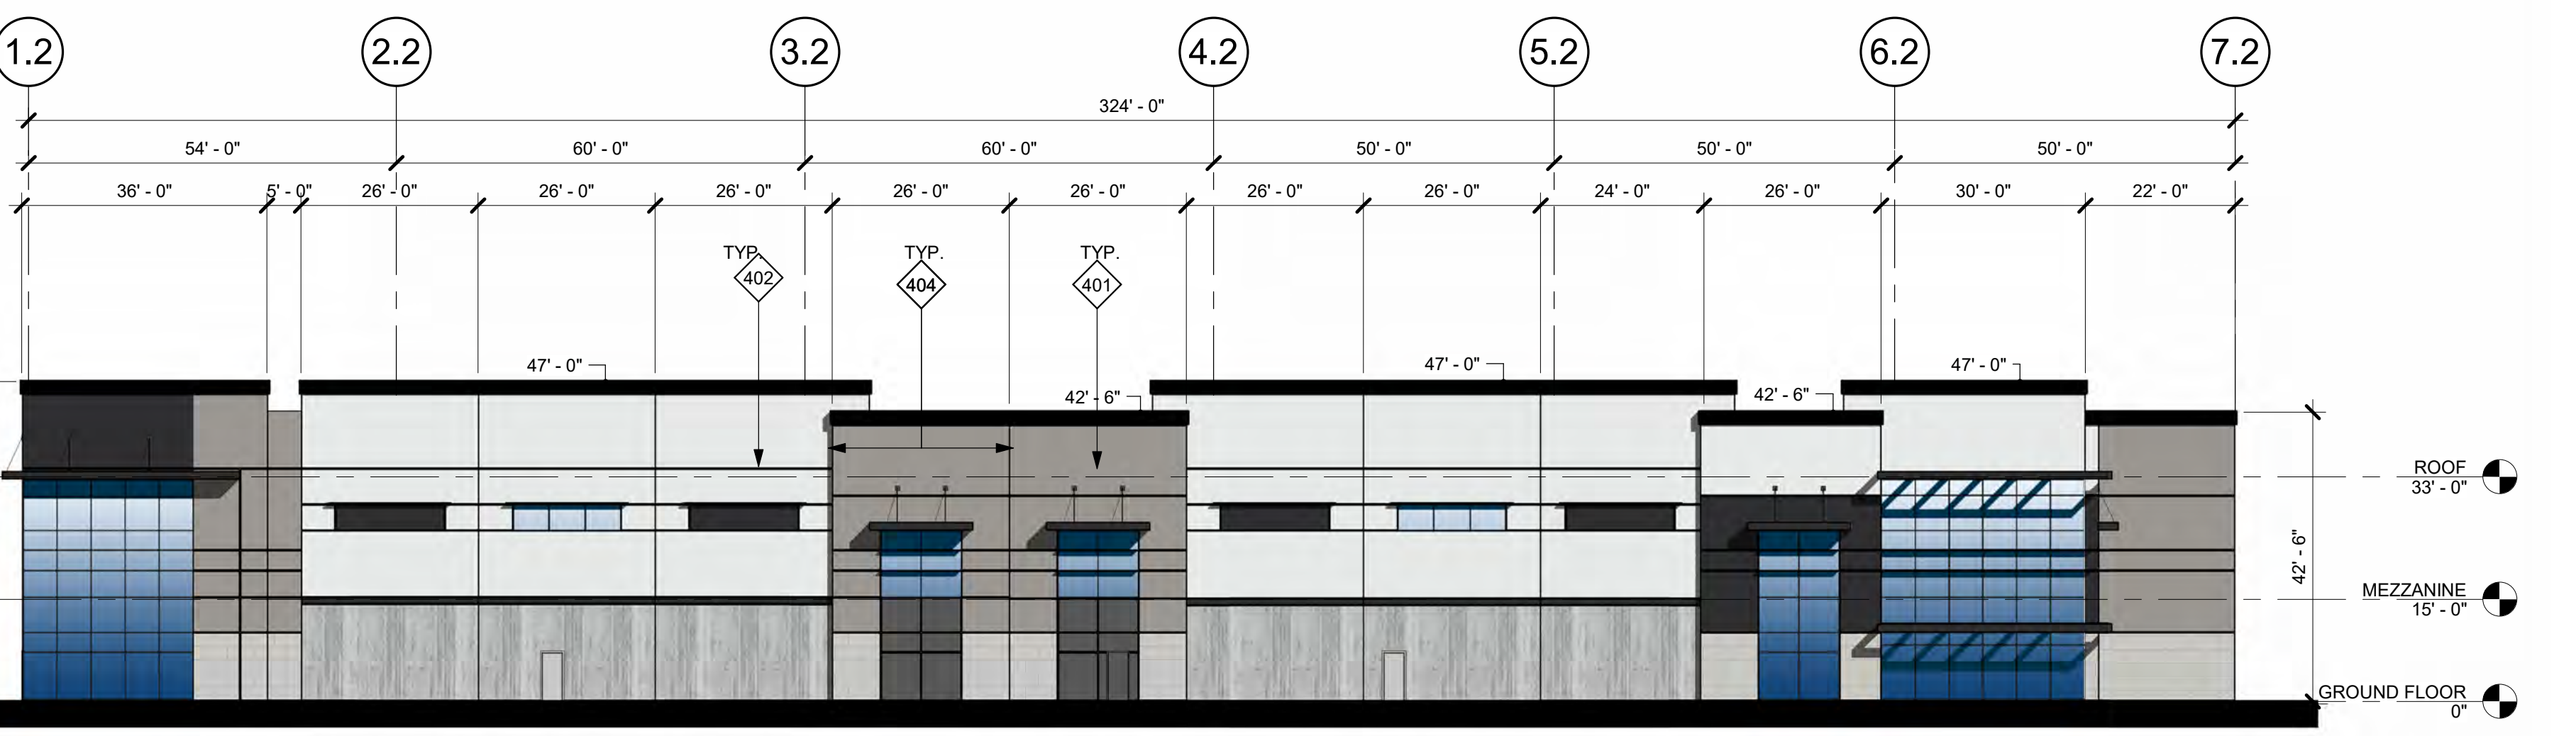 1.2 2.2 3.2 4.2 5.2 6.2 7.2
324' - 0"
54' - 0" 60' - 0" 60' - 0" 50' - 0" 50' - 0" 50' - 0"
36' - 0" 5' - 0" 26' - 0" 26' - 0" 26' - 0" 26' - 0" 26' - 0" 26' - 0" 26' - 0" 24' - 0" 26' - 0" 30' - 0" 22' - 0"
TYP. TYP. TYP.
402 404 401
47' - 0" 47' - 0" 47' - 0"
42' - 6" 42' - 6"
ROOF
33' - 0"
42' - 6"
MEZZANINE
15' - 0"
GROUND FLOOR
0"